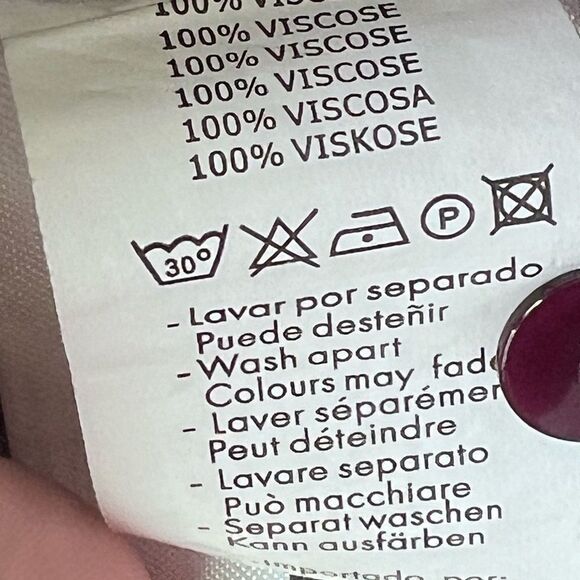 100% VISCOSE
100% VISCOSE
100% VISCOSE
100% VISCOSA
100% VISKOSE
30°
P
- Lavar por separado
Puede desteñir
- Wash apart
Colours may fade
- Laver séparémen
Peut déteindre
- Lavare separato
Può macchiare
- Separat waschen
Kann ausfärben